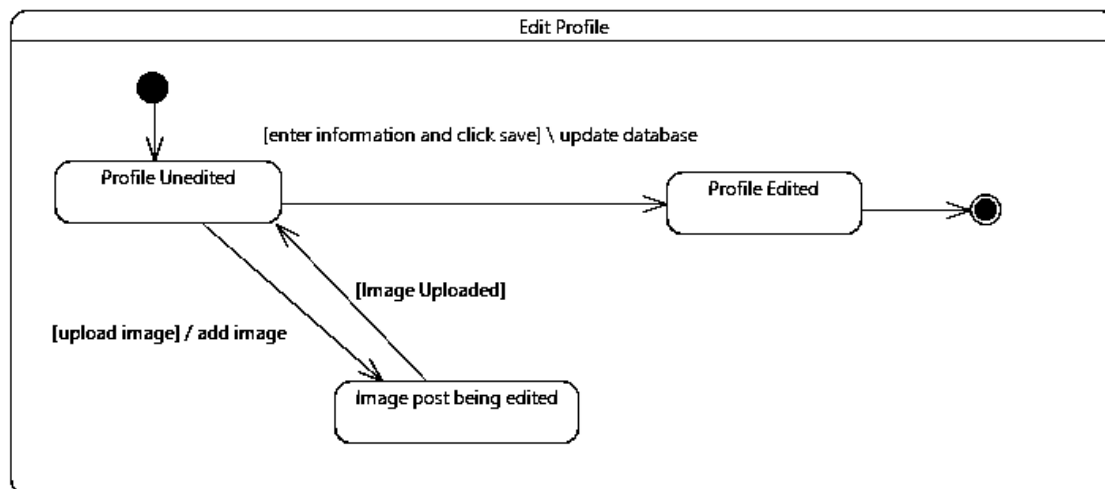 Edit Profile
[enter information and click save] \ update database
Profile Unedited
Profile Edited
[Image Uploaded]
[upload image] / add image
Image post being edited